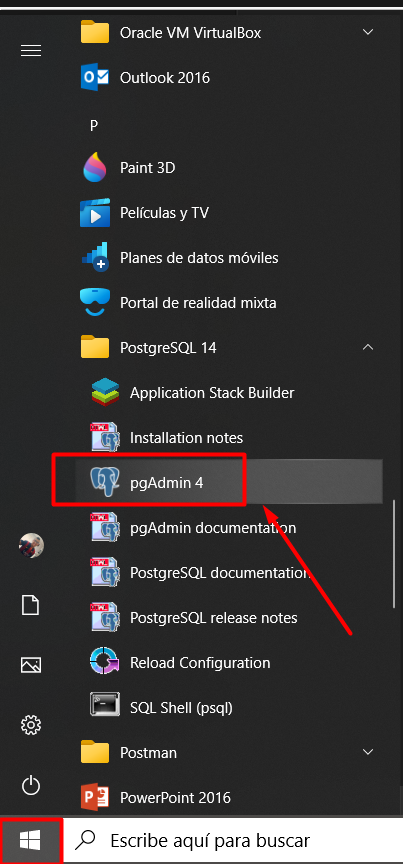 Oracle VM VirtualBox
Outlook 2016
P
Paint 3D
Películas y TV
Planes de datos móviles
Portal de realidad mixta
PostgreSQL 14
Application Stack Builder
Installation notes
pgAdmin 4
pgAdmin documentation
PostgreSQL documentation
PostgreSQL release notes
Reload Configuration
SQL Shell (psql)
Postman
PowerPoint 2016
Escribe aquí para buscar